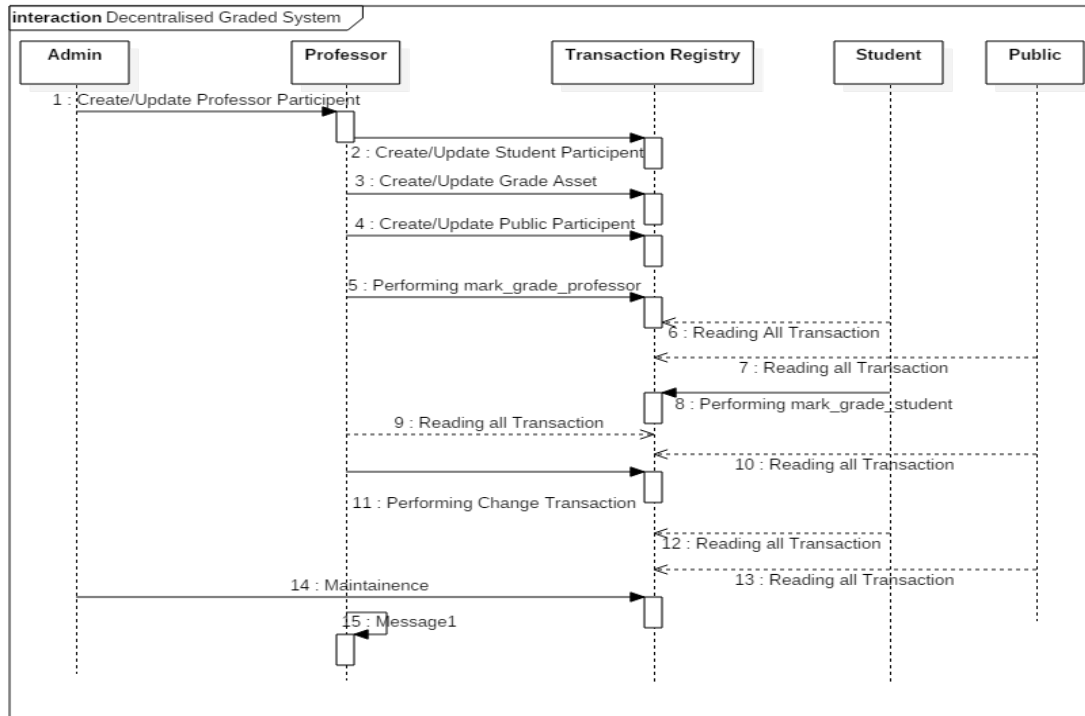 interaction Decentralised Graded System
Admin
Professor
Transaction Registry
Student
Public
1 : Create/Update Professor Participent
2 : Create/Update Student Participent
3 : Create/Update Grade Asset
4 : Create/Update Public Participent
5 : Performing mark_grade_professor
6 : Reading All Transaction
7 : Reading all Transaction
8 : Performing mark_grade_student
9 : Reading all Transaction
10 : Reading all Transaction
11 : Performing Change Transaction
12 : Reading all Transaction
13 : Reading all Transaction
14 : Maintainence
15 : Message1